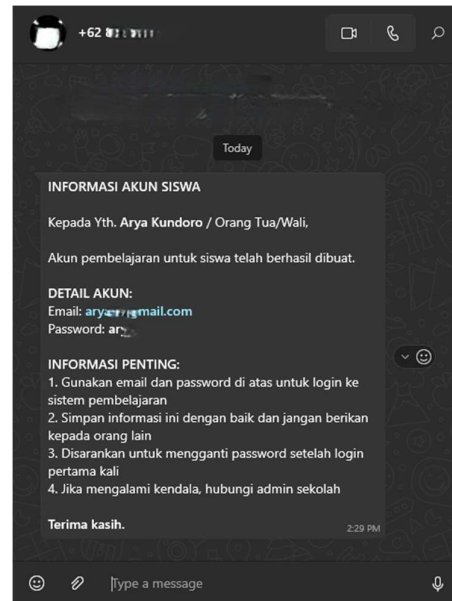 +62 8
Today
INFORMASI AKUN SISWA
Kepada Yth. Arya Kundoro / Orang Tua/Wali,
Akun pembelajaran untuk siswa telah berhasil dibuat.
DETAIL AKUN:
Email:
Password:
INFORMASI PENTING:
1. Gunakan email dan password di atas untuk login ke
sistem pembelajaran
2. Simpan informasi ini dengan baik dan jangan berikan
kepada orang lain
3. Disarankan untuk mengganti password setelah login
pertama kali
4. Jika mengalami kendala, hubungi admin sekolah
Terima kasih.
2:29 PM
Type a message